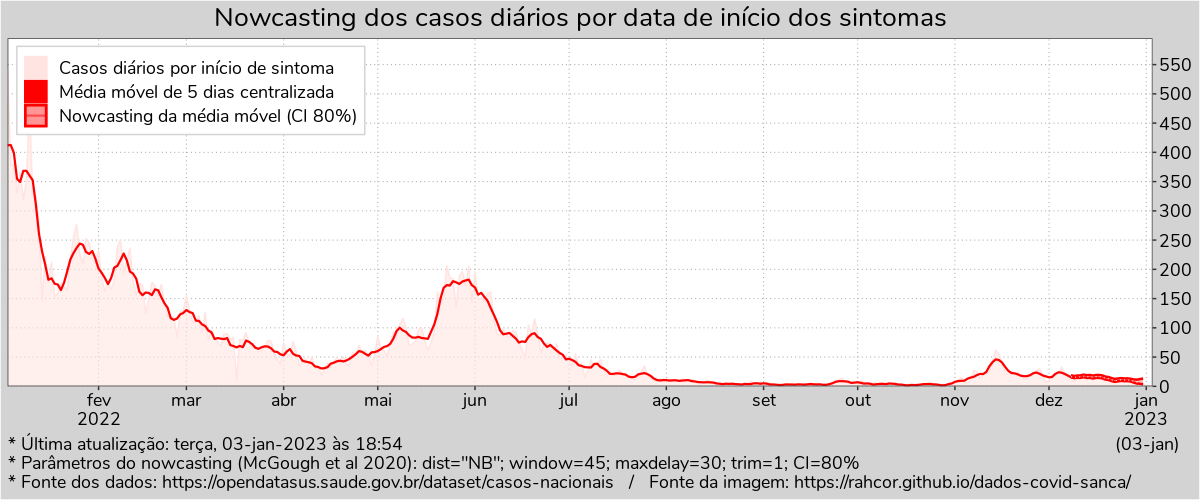 Nowcasting dos casos diários por data de início dos sintomas
Casos diários por início de sintoma
Média móvel de 5 dias centralizada
Nowcasting da média móvel (CI 80%)
550
500
450
400
350
300
250
200
150
100
50
0
fev mar abr mai jun jul ago set out nov dez jan
2022 2023
* Última atualização: terça, 03-jan-2023 às 18:54 (03-jan)
* Parâmetros do nowcasting (McGough et al 2020): dist="NB"; window=45; maxdelay=30; trim=1; CI=80%
* Fonte dos dados: https://opendatasus.saude.gov.br/dataset/casos-nacionais / Fonte da imagem: https://rahcor.github.io/dados-covid-sanca/